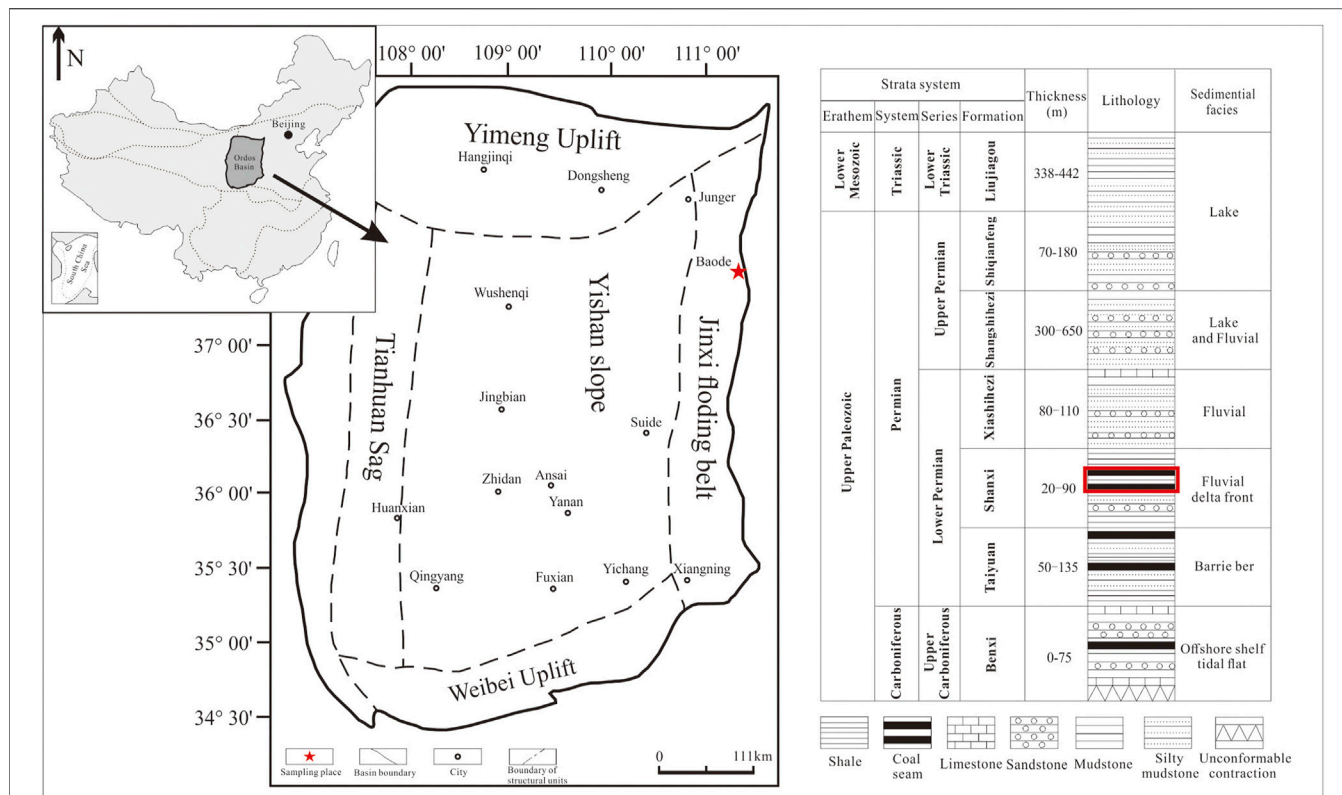 N
Beijing
Ordos
Basin
South China
Sea
108° 00'
109° 00'
110° 00'
111° 00'
37° 00'
36° 30'
36° 00'
35° 30'
35° 00'
34° 30'
Yimeng Uplift
Hangjinqi
Dongsheng
Junger
Baode
Wushenqi
Yishan slope
Tianhuan Sag
Jinxi floding belt
Jingbian
Suide
Zhidan
Ansai
Yanan
Huanxian
Qingyang
Fuxian
Yichang
Xiangning
Weibei Uplift
Sampling place
Basin boundary
City
Boundary of
structural units
0
111km
Strata system
Thickness
(m)
Lithology
Sedimential
facies
Erathem
System
Series
Formation
Lower
Mesozoic
Triassic
Lower
Triassic
Liujiagou
338-442
Lake
Upper Paleozoic
Permian
Upper Permian
Shiqianfeng
70-180
Shangshihezi
300-650
Lake
and Fluvial
Lower Permian
Xiashihezi
80-110
Fluvial
Shanxi
20-90
Fluvial
delta front
Taiyuan
50-135
Barrie ber
Carboniferous
Upper
Carboniferous
Benxi
0-75
Offshore shelf
tidal flat
Shale
Coal
seam
Limestone
Sandstone
Mudstone
Silty
mudstone
Unconformable
contraction